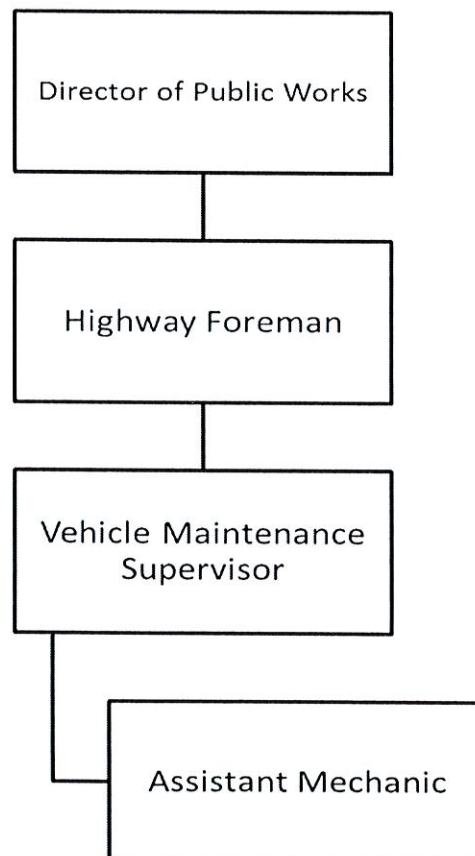 Director of Public Works
Highway Foreman
Vehicle Maintenance
Supervisor
Assistant Mechanic